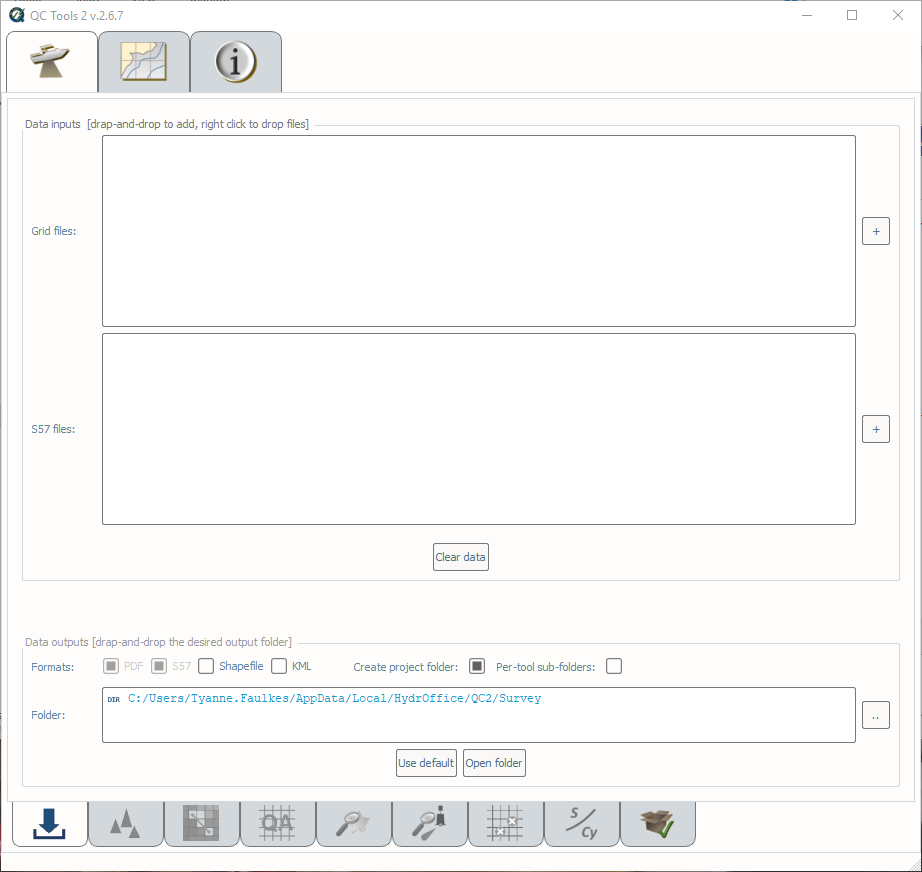 QC Tools 2 v.2.6.7
Data inputs [drap-and-drop to add, right click to drop files]
Grid files:
+
S57 files:
+
Clear data
Data outputs [drap-and-drop the desired output folder]
Formats: PDF S57 Shapefile KML Create project folder: Per-tool sub-folders:
Folder: DIR C:/Users/Tyanne.Faulkes/AppData/Local/HydrOffice/QC2/Survey ..
Use default Open folder
QA S/Cy